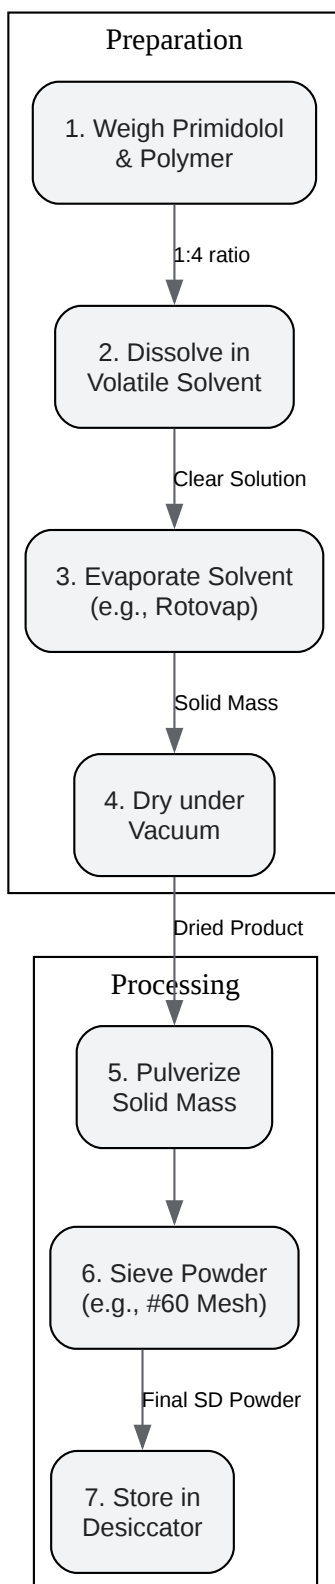 Preparation
1. Weigh Primidolol
& Polymer
1:4 ratio
2. Dissolve in
Volatile Solvent
Clear Solution
3. Evaporate Solvent
(e.g., Rotovap)
Solid Mass
4. Dry under
Vacuum
Dried Product
Processing
5. Pulverize
Solid Mass
6. Sieve Powder
(e.g., #60 Mesh)
Final SD Powder
7. Store in
Desiccator